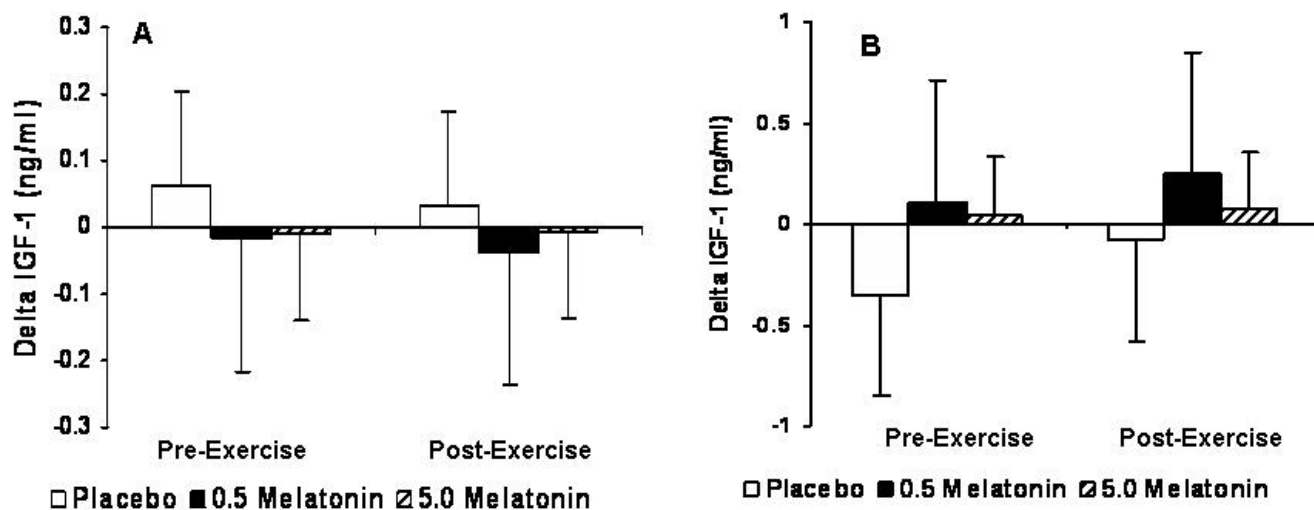 A
Delta IGF-1 (ng/ml)
0.3
0.2
0.1
0
-0.1
-0.2
-0.3
Pre-Exercise
Post-Exercise
Placebo 0.5 Melatonin 5.0 Melatonin
B
Delta IGF-1 (ng/ml)
1
0.5
0
-0.5
-1
Pre-Exercise
Post-Exercise
Placebo 0.5 Melatonin 5.0 Melatonin